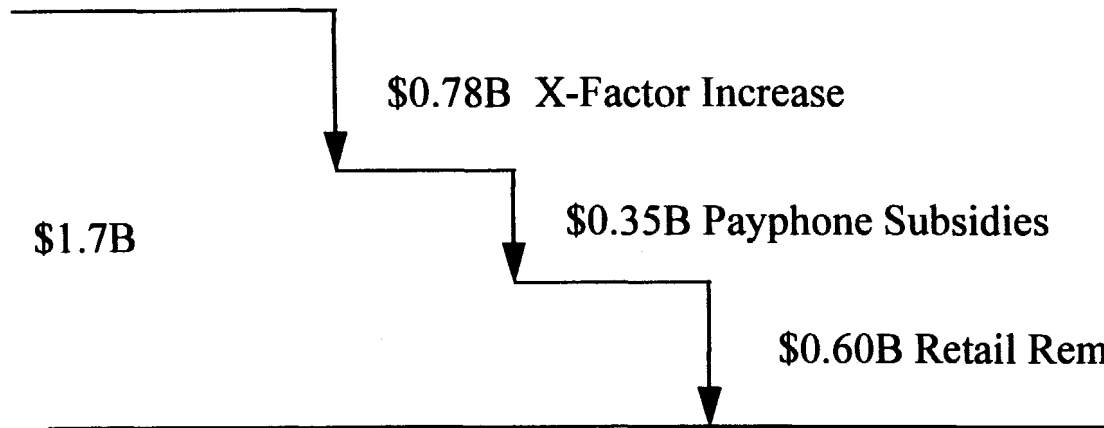 $0.78B X-Factor Increase
$0.35B Payphone Subsidies
$1.7B
$0.60B Retail Rem